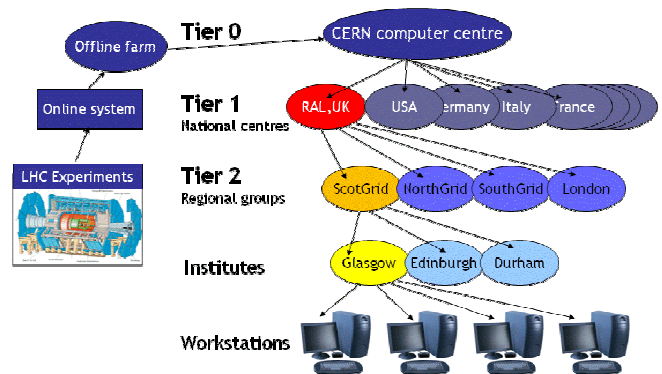 Tier 0
Offline farm
CERN computer centre
Online system
Tier 1
National centres
RAL,UK
USA
ermany
Italy
rance
LHC Experiments
Tier 2
Regional groups
ScotGrid
NorthGrid
SouthGrid
London
Institutes
Glasgow
Edinburgh
Durham
Workstations